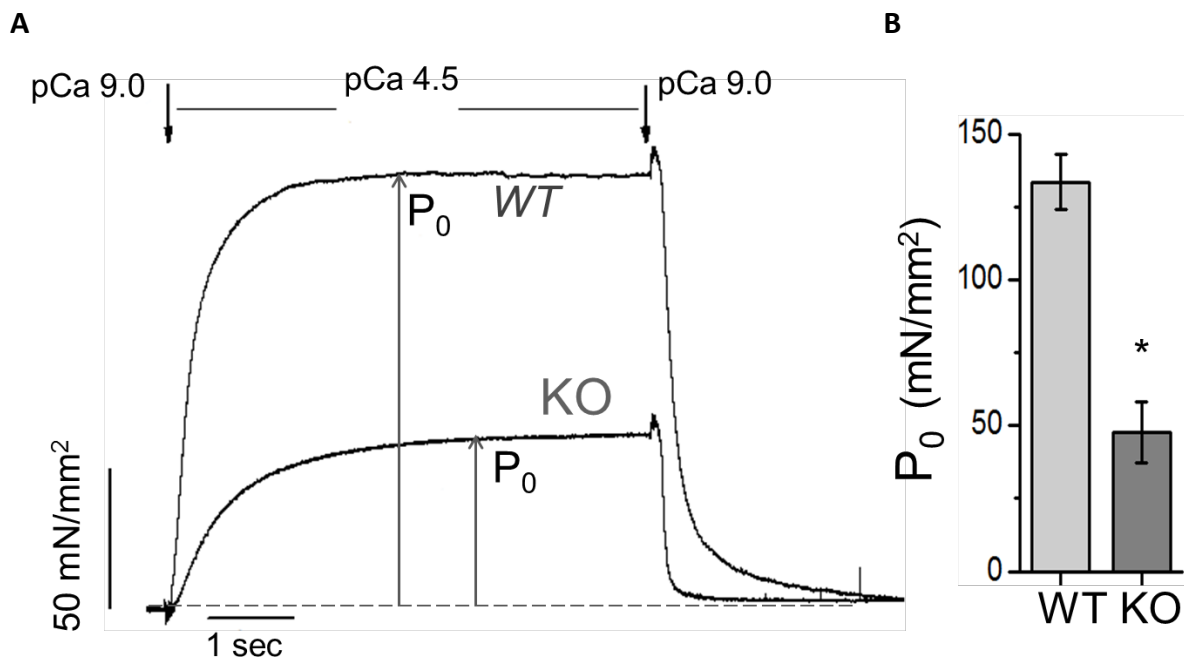 A
B
pCa 9.0
pCa 4.5
pCa 9.0
WT
P₀
KO
P₀
50 mN/mm²
1 sec
P₀ (mN/mm²)
150
100
50
0
*
WT KO